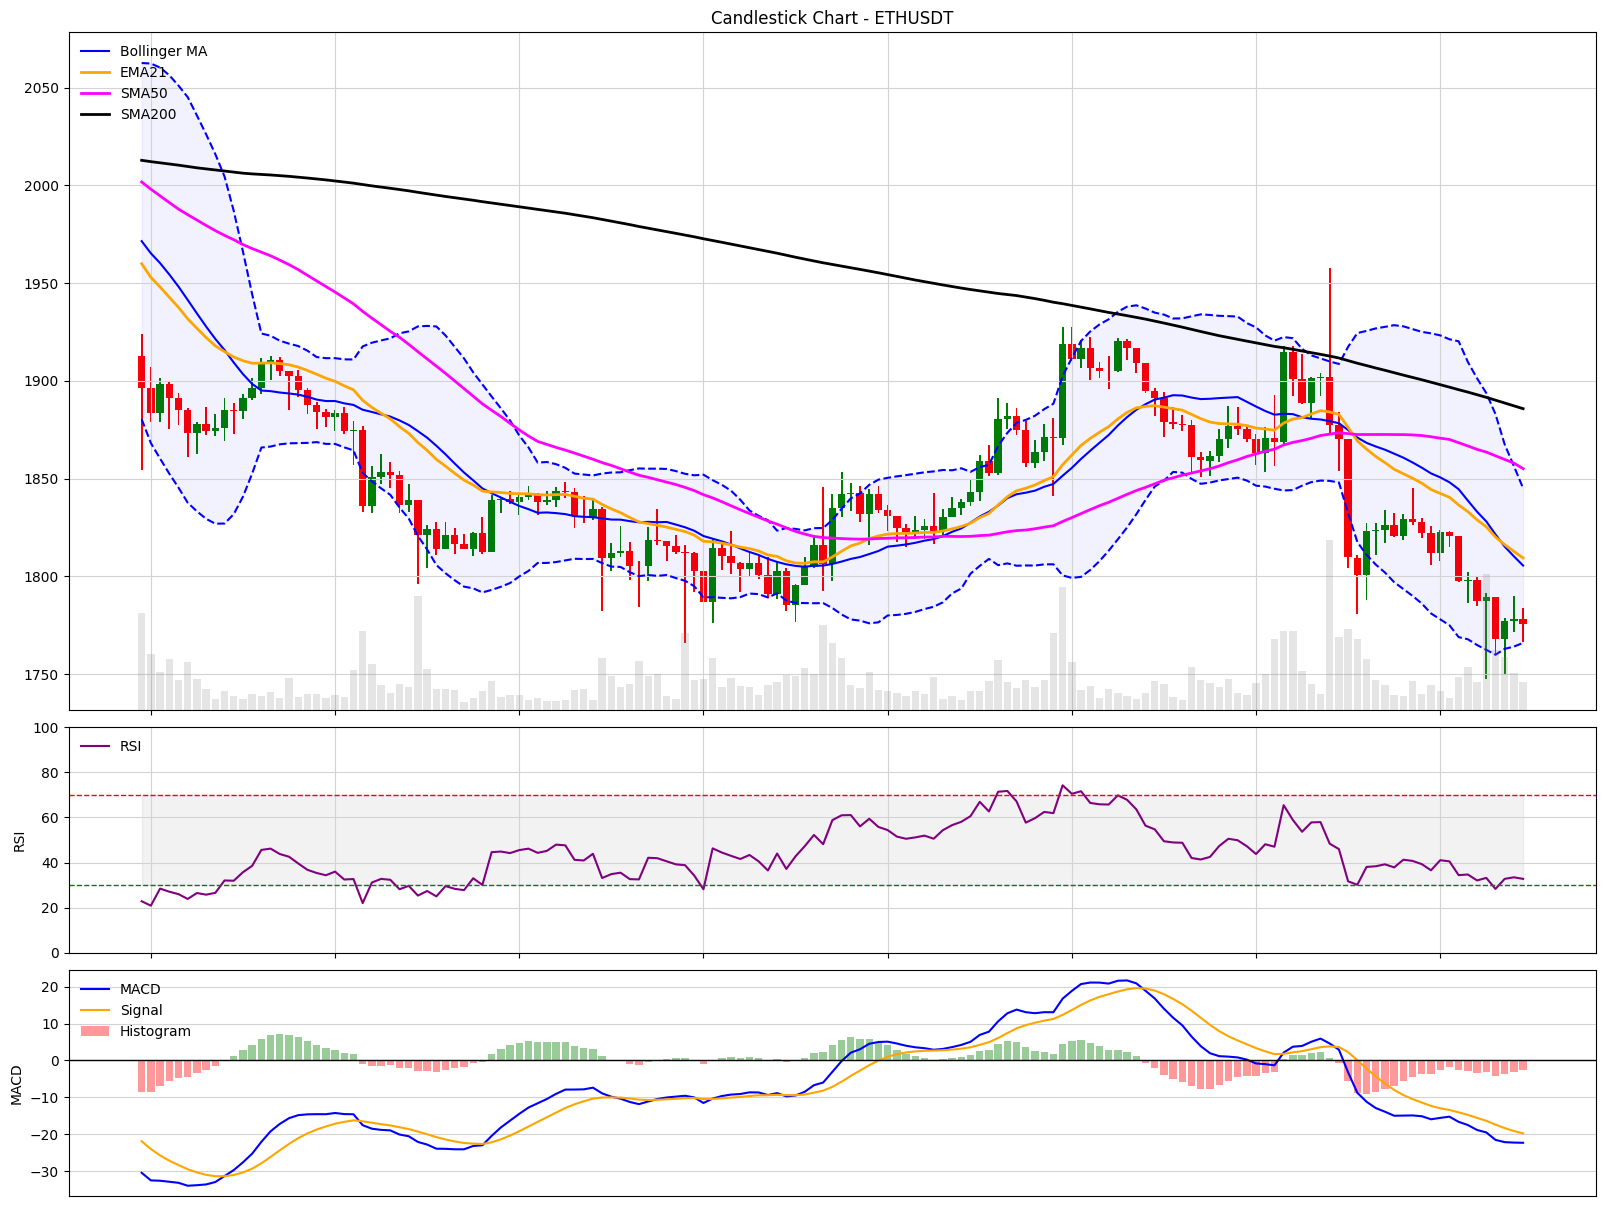 Candlestick Chart - ETHUSDT
Bollinger MA
EMA21
SMA50
SMA200
2050
2000
1950
1900
1850
1800
1750
RSI
RSI
100
80
60
40
20
0
MACD
Signal
Histogram
MACD
20
10
0
−10
−20
−30